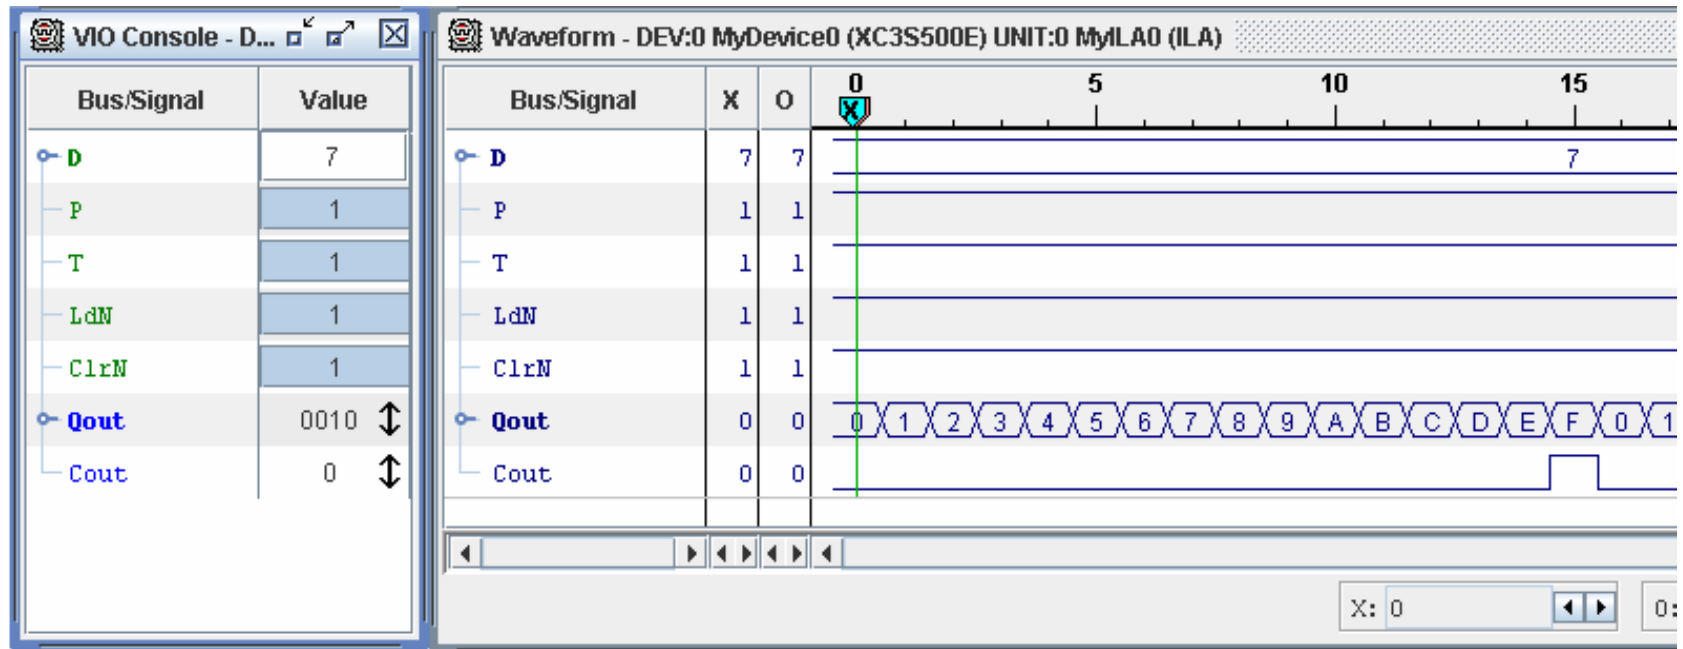 VIO Console - D...
Bus/Signal Value
D 7
P 1
T 1
LdN 1
ClrN 1
Qout 0010
Cout 0
Waveform - DEV:0 MyDevice0 (XC3S500E) UNIT:0 MyILA0 (ILA)
Bus/Signal X O 0 5 10 15
X
D 7 7 7
P 1 1
T 1 1
LdN 1 1
ClrN 1 1
Qout 0 0 0 1 2 3 4 5 6 7 8 9 A B C D E F 0 1
Cout 0 0
X: 0 O: